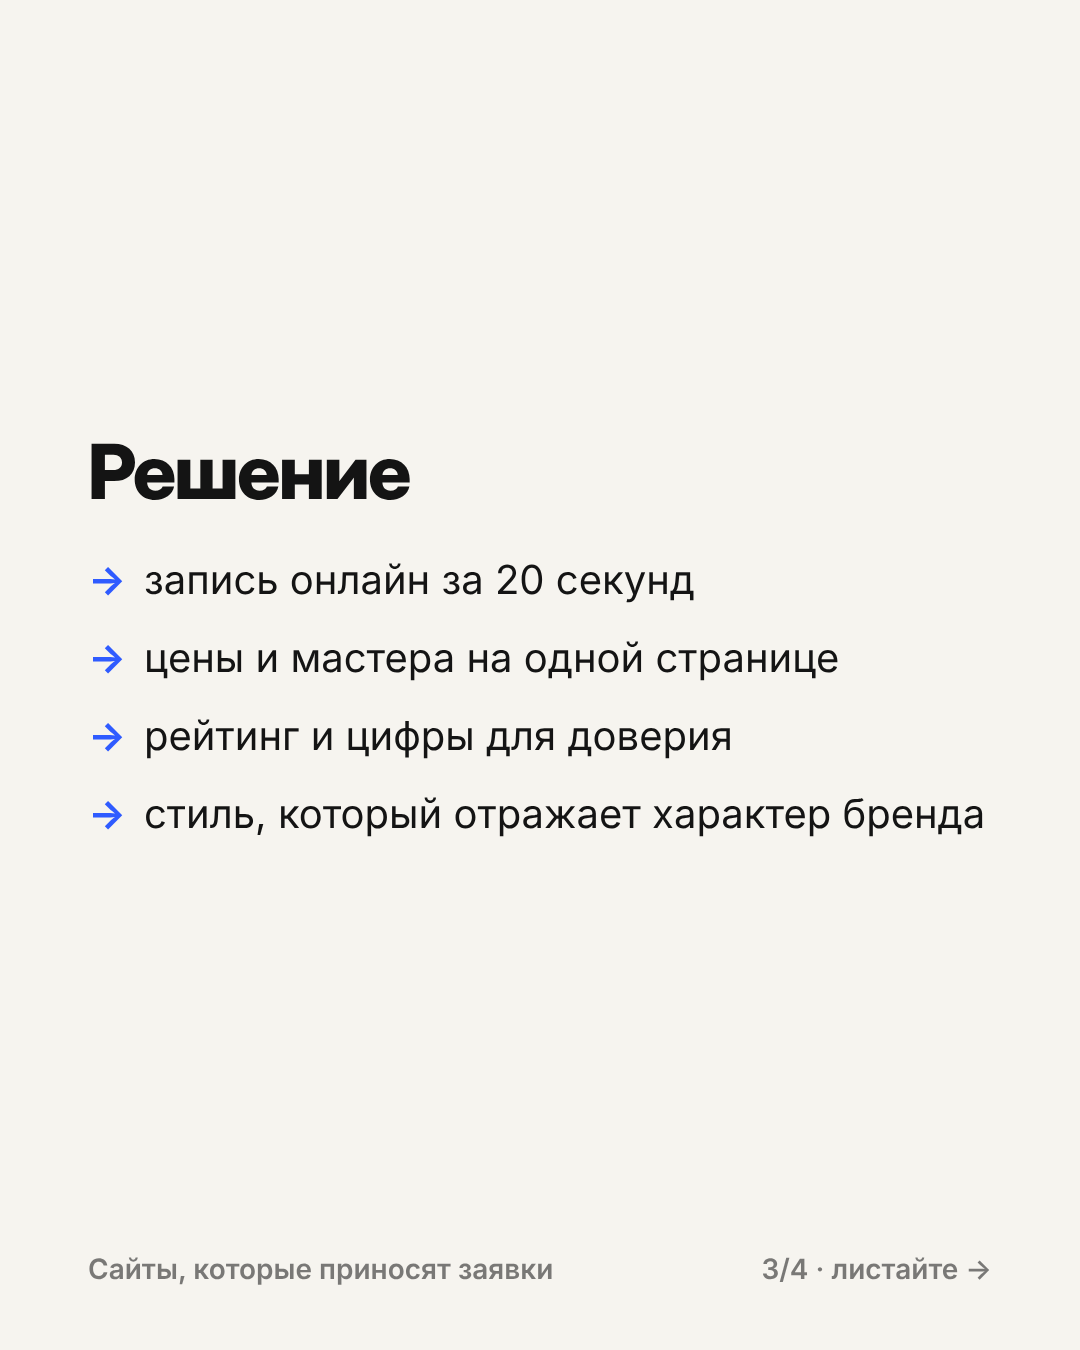 Решение
→ запись онлайн за 20 секунд
→ цены и мастера на одной странице
→ рейтинг и цифры для доверия
→ стиль, который отражает характер бренда
Сайты, которые приносят заявки
3/4 · листайте →